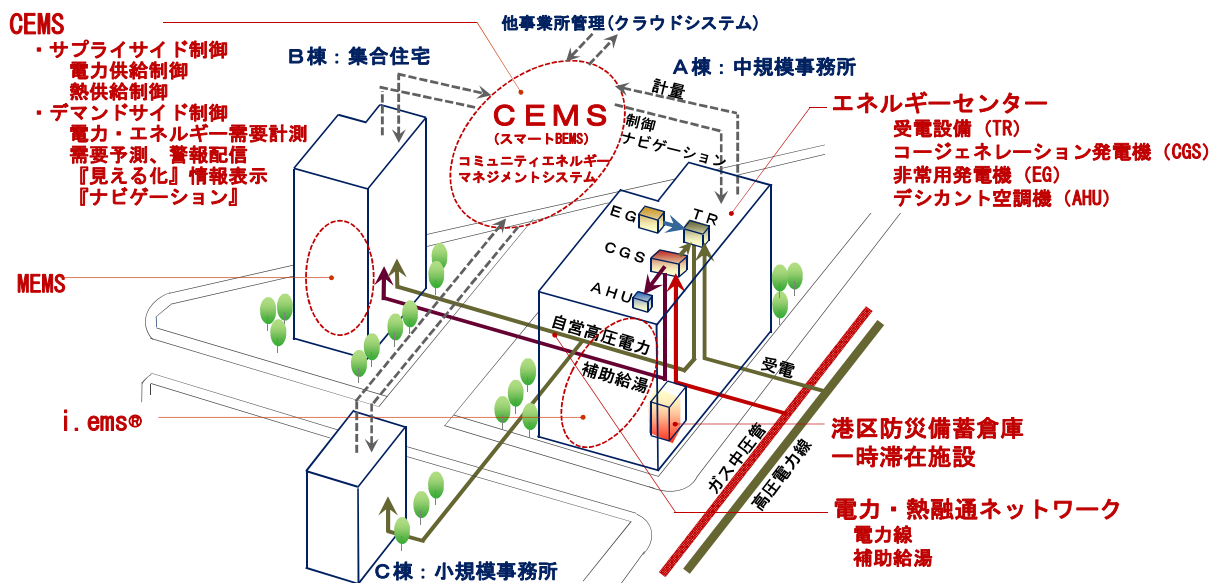 CEMS
・サプライサイド制御
電力供給制御
熱供給制御
・デマンドサイド制御
電力・エネルギー需要計測
需要予測、警報配信
『見える化』情報表示
『ナビゲーション』
他事業所管理(クラウドシステム)
B棟：集合住宅
A棟：中規模事務所
CEMS
(スマートBEMS)
コミュニティエネルギー
マネジメントシステム
計量
制御
ナビゲーション
エネルギーセンター
受電設備 (TR)
コージェネレーション発電機 (CGS)
非常用発電機 (EG)
デシカント空調機 (AHU)
EG
TR
CGS
AHU
MEMS
自営高圧電力
補助給湯
受電
i.ems®
ガス中圧管
高圧電力線
港区防災備蓄倉庫
一時滞在施設
電力・熱融通ネットワーク
電力線
補助給湯
C棟：小規模事務所